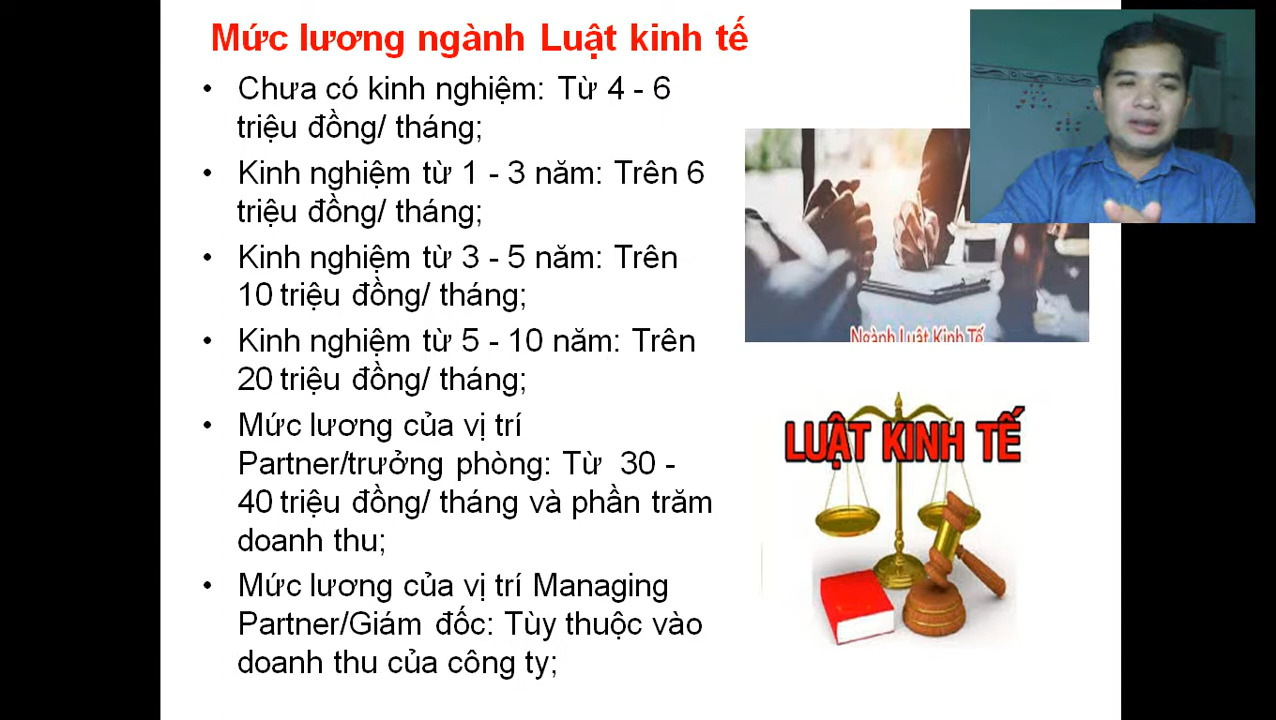 Mức lương ngành Luật kinh tế
• Chưa có kinh nghiệm: Từ 4 - 6
triệu đồng/ tháng;
• Kinh nghiệm từ 1 - 3 năm: Trên 6
triệu đồng/ tháng;
• Kinh nghiệm từ 3 - 5 năm: Trên
10 triệu đồng/ tháng;
• Kinh nghiệm từ 5 - 10 năm: Trên
20 triệu đồng/ tháng;
• Mức lương của vị trí
Partner/trưởng phòng: Từ 30 -
40 triệu đồng/ tháng và phần trăm
doanh thu;
• Mức lương của vị trí Managing
Partner/Giám đốc: Tùy thuộc vào
doanh thu của công ty;
Ngành Luật Kinh Tế
LUẬT KINH TẾ